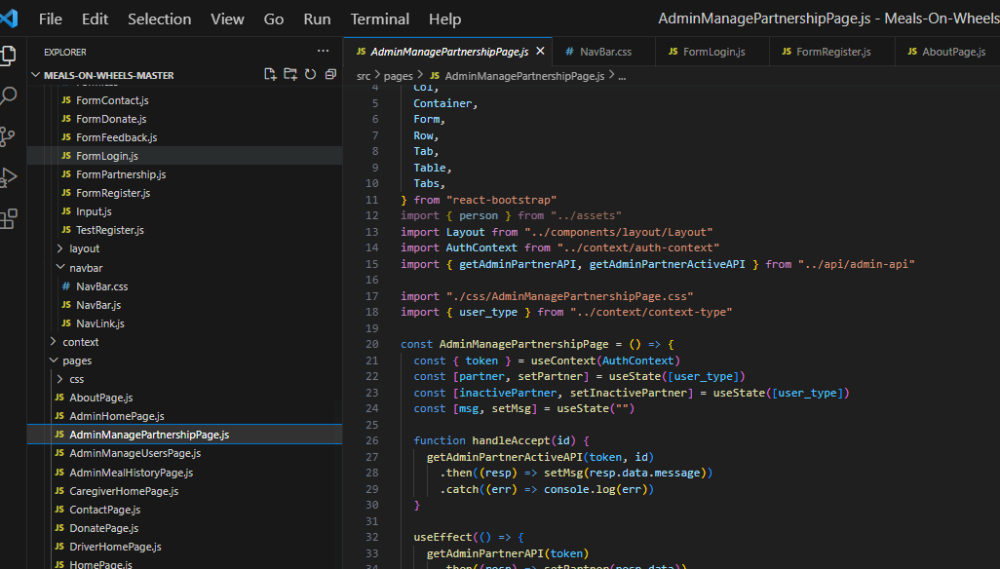 File Edit Selection View Go Run Terminal Help AdminManagePartnershipPage.js - Meals-On-Wheels
EXPLORER ...
MEALS-ON-WHEELS-MASTER
FormContact.js
FormDonate.js
FormFeedback.js
FormLogin.js
FormPartnership.js
FormRegister.js
Input.js
TestRegister.js
layout
navbar
NavBar.css
NavBar.js
NavLink.js
context
pages
css
AboutPage.js
AdminHomePage.js
AdminManagePartnershipPage.js
AdminManageUsersPage.js
AdminMealHistoryPage.js
CaregiverHomePage.js
ContactPage.js
DonatePage.js
DriverHomePage.js
HomePage.js
AdminManagePartnershipPage.js NavBar.css FormLogin.js FormRegister.js AboutPage.js
src > pages > JS AdminManagePartnershipPage.js > ...
4 Col,
5 Container,
6 Form,
7 Row,
8 Tab,
9 Table,
10 Tabs,
11 } from "react-bootstrap"
12 import { person } from "../assets"
13 import Layout from "../components/layout/Layout"
14 import AuthContext from "../context/auth-context"
15 import { getAdminPartnerAPI, getAdminPartnerActiveAPI } from "../api/admin-api"
16
17 import "./css/AdminManagePartnershipPage.css"
18 import { user_type } from "../context/context-type"
19
20 const AdminManagePartnershipPage = () => {
21 const { token } = useContext(AuthContext)
22 const [partner, setPartner] = useState([user_type])
23 const [inactivePartner, setInactivePartner] = useState([user_type])
24 const [msg, setMsg] = useState("")
25
26 function handleAccept(id) {
27 getAdminPartnerActiveAPI(token, id)
28 .then((resp) => setMsg(resp.data.message))
29 .catch((err) => console.log(err))
30 }
31
32 useEffect(() => {
33 getAdminPartnerAPI(token)
34 .then((resp) => setPartner(resp.data))